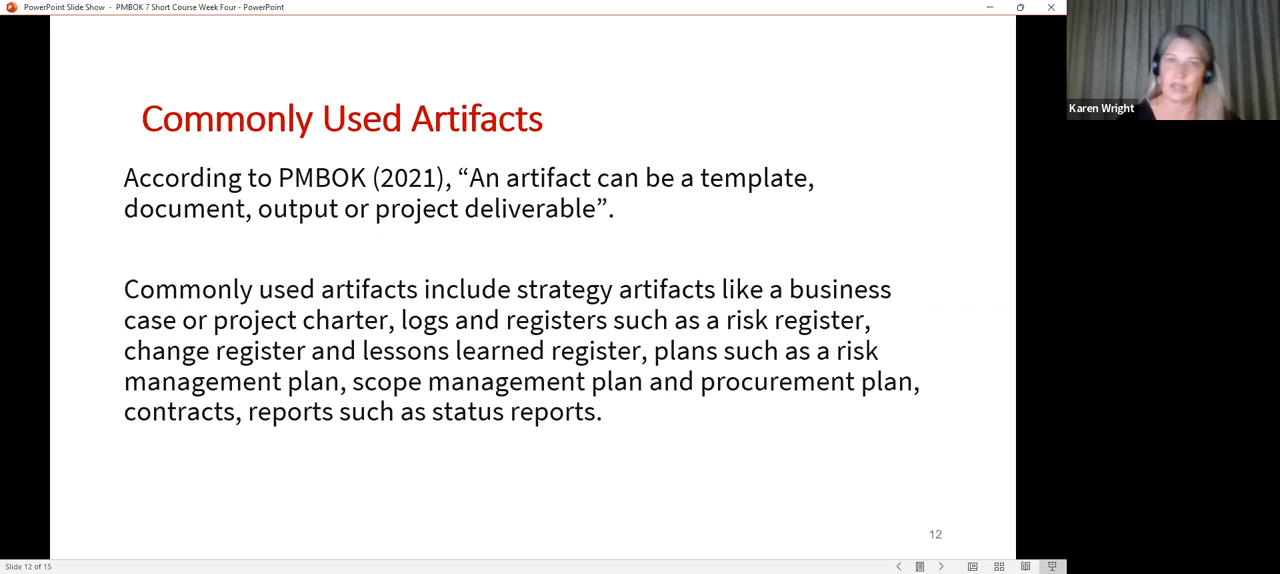 PowerPoint Slide Show - PMBOK 7 Short Course Week Four - PowerPoint
Karen Wright
Commonly Used Artifacts
According to PMBOK (2021), “An artifact can be a template,
document, output or project deliverable”.
Commonly used artifacts include strategy artifacts like a business
case or project charter, logs and registers such as a risk register,
change register and lessons learned register, plans such as a risk
management plan, scope management plan and procurement plan,
contracts, reports such as status reports.
12
Slide 12 of 15